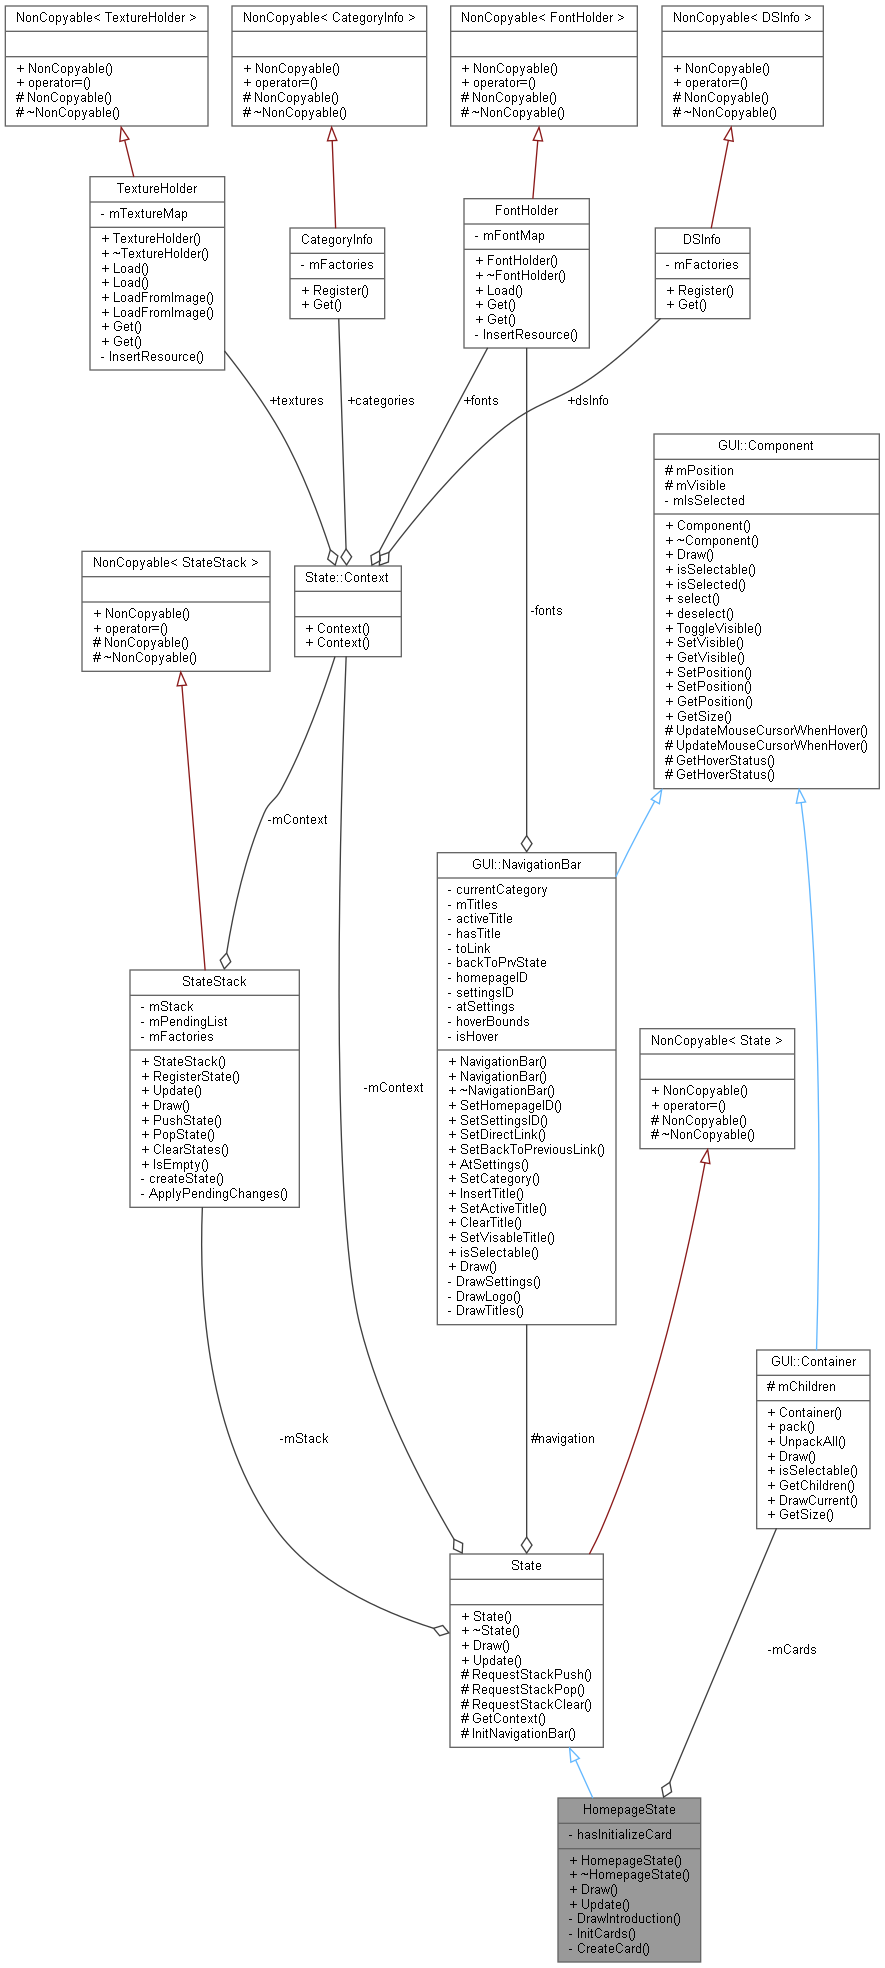 NonCopyable< TextureHolder >
+ NonCopyable()
+ operator=()
# NonCopyable()
# ~NonCopyable()
NonCopyable< CategoryInfo >
+ NonCopyable()
+ operator=()
# NonCopyable()
# ~NonCopyable()
NonCopyable< FontHolder >
+ NonCopyable()
+ operator=()
# NonCopyable()
# ~NonCopyable()
NonCopyable< DSInfo >
+ NonCopyable()
+ operator=()
# NonCopyable()
# ~NonCopyable()
TextureHolder
- mTextureMap
+ TextureHolder()
+ ~TextureHolder()
+ Load()
+ Load()
+ LoadFromImage()
+ LoadFromImage()
+ Get()
+ Get()
- InsertResource()
CategoryInfo
- mFactories
+ Register()
+ Get()
FontHolder
- mFontMap
+ FontHolder()
+ ~FontHolder()
+ Load()
+ Get()
+ Get()
- InsertResource()
DSInfo
- mFactories
+ Register()
+ Get()
+textures
+categories
+fonts
+dsInfo
GUI::Component
# mPosition
# mVisible
- mIsSelected
+ Component()
+ ~Component()
+ Draw()
+ isSelectable()
+ isSelected()
+ select()
+ deselect()
+ ToggleVisible()
+ SetVisible()
+ GetVisible()
+ SetPosition()
+ SetPosition()
+ GetPosition()
+ GetSize()
# UpdateMouseCursorWhenHover()
# UpdateMouseCursorWhenHover()
# GetHoverStatus()
# GetHoverStatus()
NonCopyable< StateStack >
+ NonCopyable()
+ operator=()
# NonCopyable()
# ~NonCopyable()
State::Context
+ Context()
+ Context()
-fonts
-mContext
GUI::NavigationBar
- currentCategory
- mTitles
- activeTitle
- hasTitle
- toLink
- backToPrvState
- homepageID
- settingsID
- atSettings
- hoverBounds
- isHover
+ NavigationBar()
+ NavigationBar()
+ ~NavigationBar()
+ SetHomepageID()
+ SetSettingsID()
+ SetDirectLink()
+ SetBackToPreviousLink()
+ AtSettings()
+ SetCategory()
+ InsertTitle()
+ SetActiveTitle()
+ ClearTitle()
+ SetVisableTitle()
+ isSelectable()
+ Draw()
- DrawSettings()
- DrawLogo()
- DrawTitles()
StateStack
- mStack
- mPendingList
- mFactories
+ StateStack()
+ RegisterState()
+ Update()
+ Draw()
+ PushState()
+ PopState()
+ ClearStates()
+ IsEmpty()
- createState()
- ApplyPendingChanges()
-mContext
NonCopyable< State >
+ NonCopyable()
+ operator=()
# NonCopyable()
# ~NonCopyable()
GUI::Container
# mChildren
+ Container()
+ pack()
+ UnpackAll()
+ Draw()
+ isSelectable()
+ GetChildren()
+ DrawCurrent()
+ GetSize()
-mStack
#navigation
State
+ State()
+ ~State()
+ Draw()
+ Update()
# RequestStackPush()
# RequestStackPop()
# RequestStackClear()
# GetContext()
# InitNavigationBar()
-mCards
HomepageState
- hasInitializeCard
+ HomepageState()
+ ~HomepageState()
+ Draw()
+ Update()
- DrawIntroduction()
- InitCards()
- CreateCard()